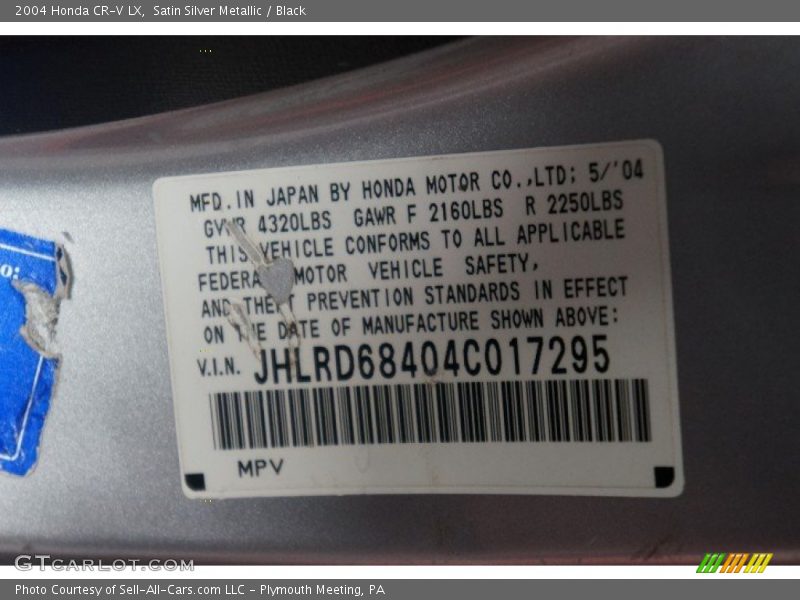 2004 Honda CR-V LX,  Satin Silver Metallic / Black
MFD.IN JAPAN BY HONDA MOTOR CO.,LTD; 5/'04
GVWR 4320LBS  GAWR F 2160LBS  R 2250LBS
THIS VEHICLE CONFORMS TO ALL APPLICABLE
FEDERAL MOTOR VEHICLE SAFETY,
AND THEFT PREVENTION STANDARDS IN EFFECT
ON THE DATE OF MANUFACTURE SHOWN ABOVE:
V.I.N. JHLRD68404C017295
MPV
GTCARLOT.COM
Photo Courtesy of Sell-All-Cars.com LLC - Plymouth Meeting, PA